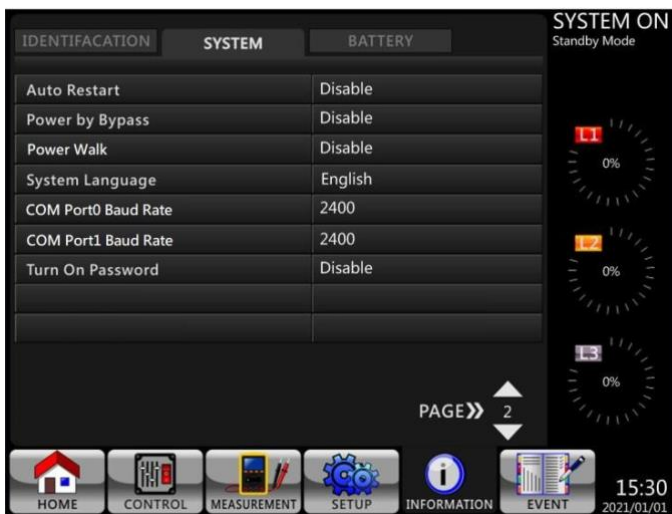 IDENTIFACATION SYSTEM BATTERY
SYSTEM ON
Standby Mode
Auto Restart Disable
Power by Bypass Disable
Power Walk Disable
System Language English
COM Port0 Baud Rate 2400
COM Port1 Baud Rate 2400
Turn On Password Disable
L1
0%
L2
0%
L3
0%
PAGE 2
HOME CONTROL MEASUREMENT SETUP INFORMATION EVENT
15:30
2021/01/01